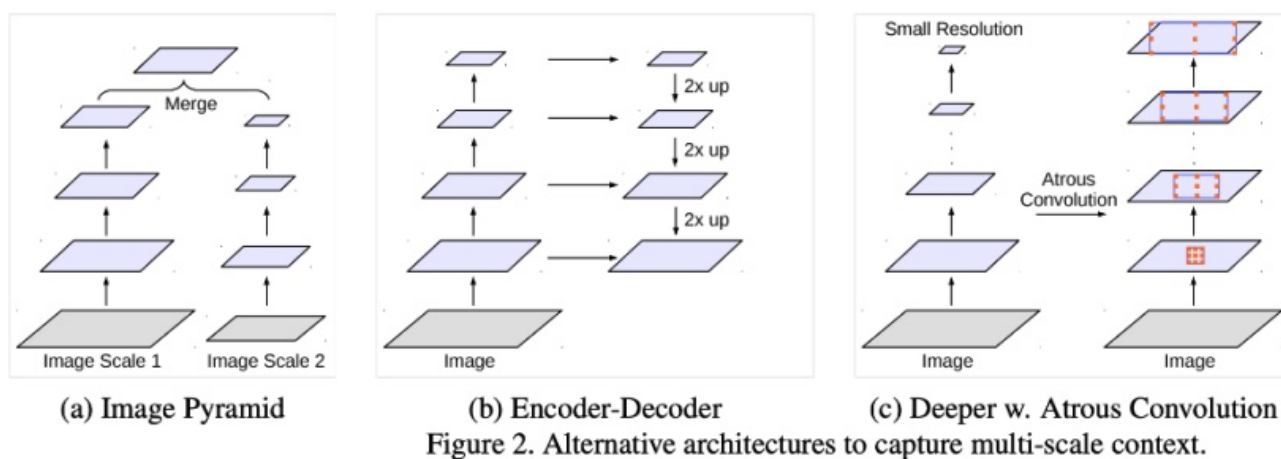 Merge
Image Scale 1
Image Scale 2
(a) Image Pyramid
2x up
2x up
2x up
Image
(b) Encoder-Decoder
Small Resolution
Atrous
Convolution
Image
Image
(c) Deeper w. Atrous Convolution
Figure 2. Alternative architectures to capture multi-scale context.